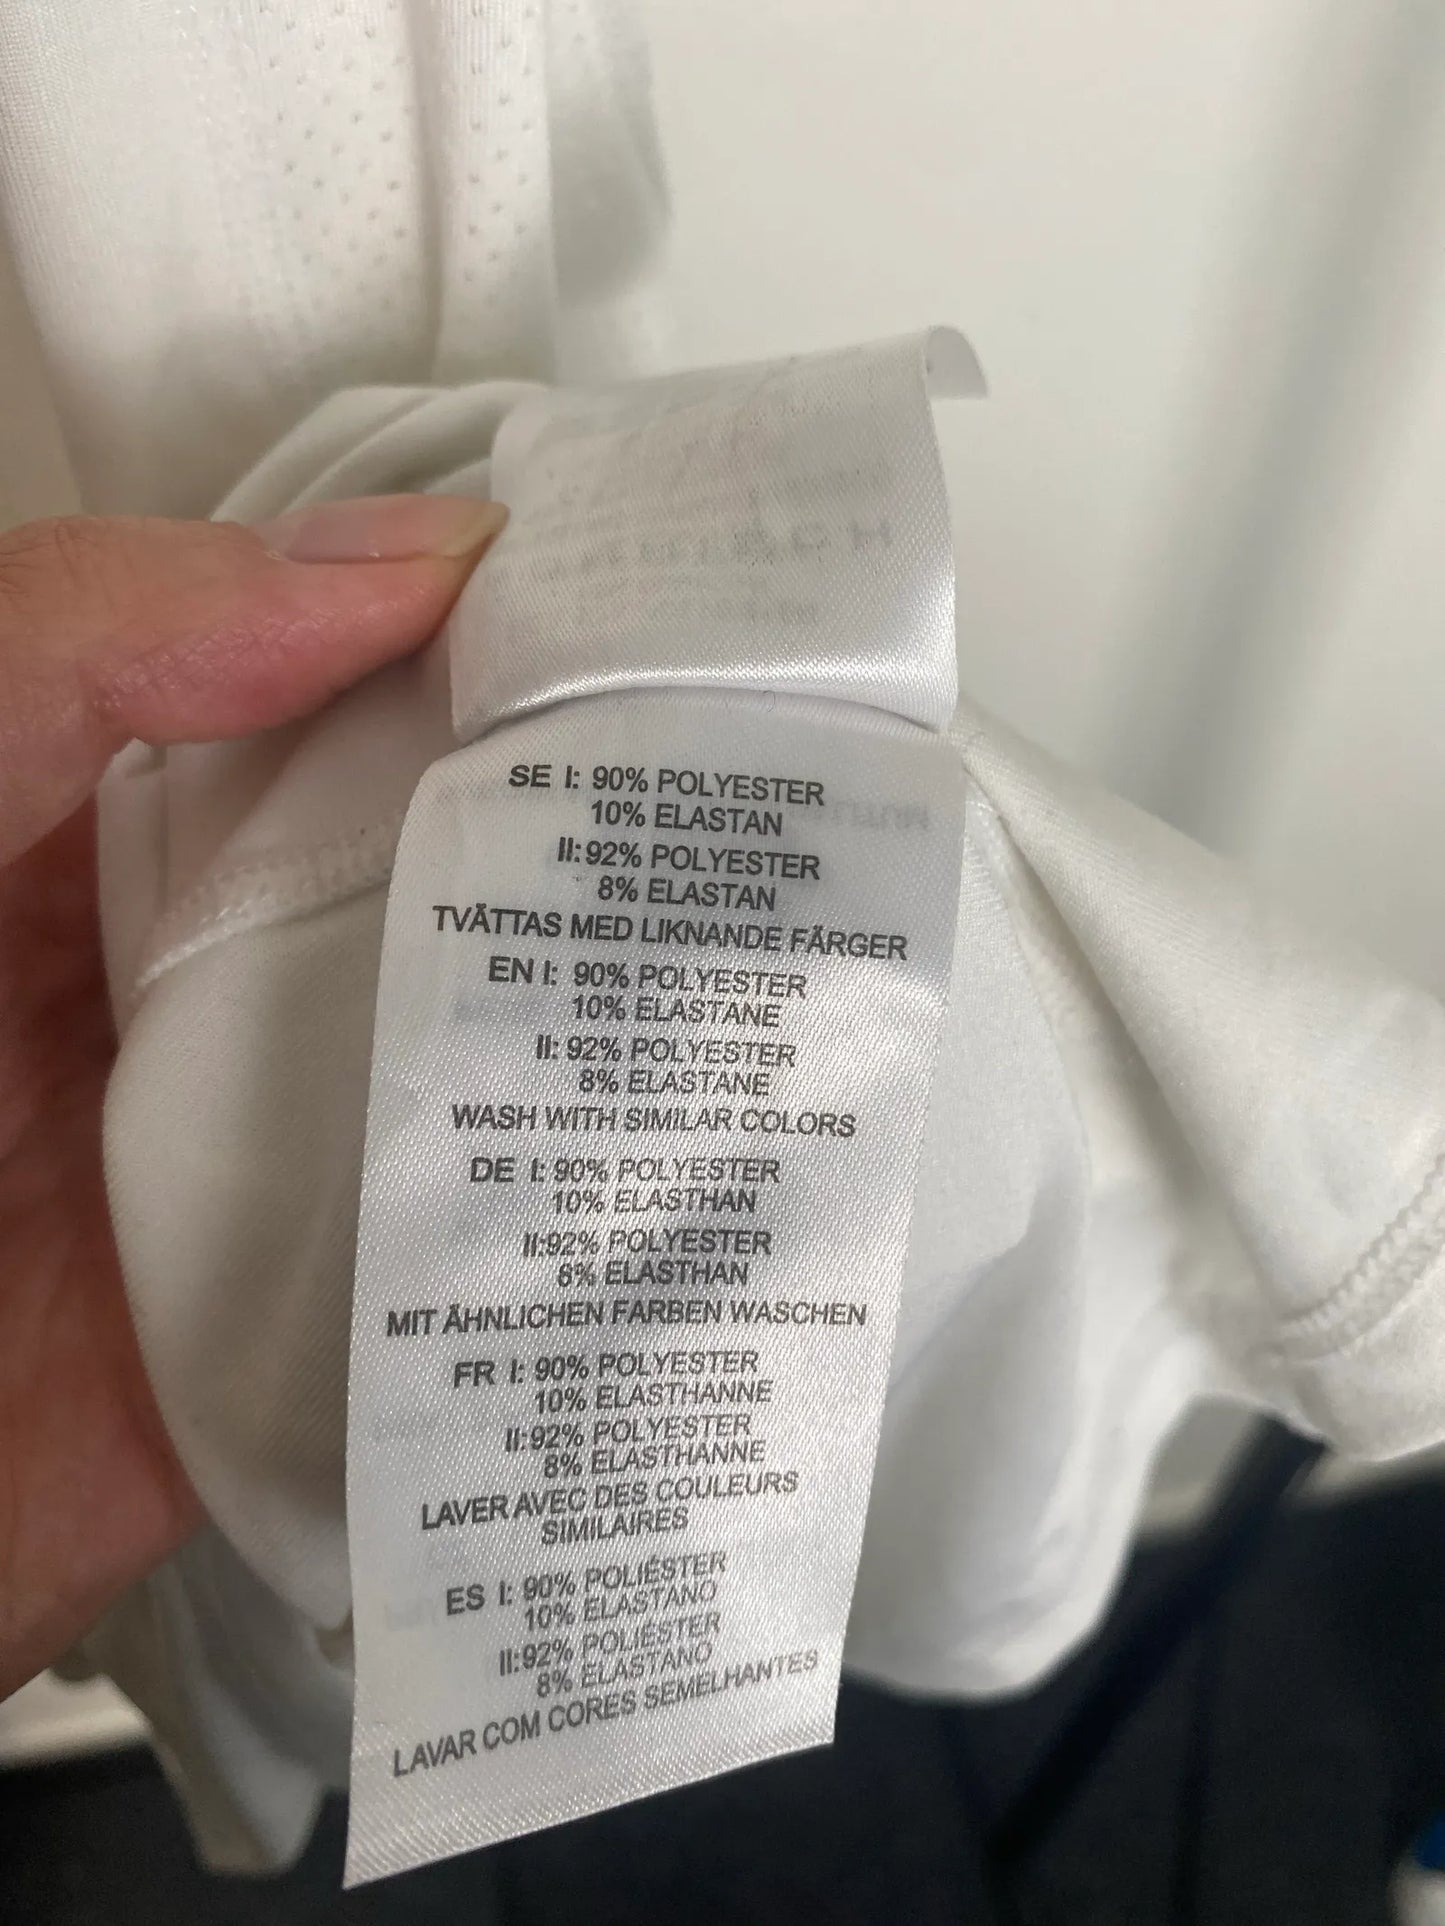 SE I: 90% POLYESTER
10% ELASTAN
II:92% POLYESTER
8% ELASTAN
TVÄTTAS MED LIKNANDE FÄRGER
EN I: 90% POLYESTER
10% ELASTANE
II: 92% POLYESTER
8% ELASTANE
WASH WITH SIMILAR COLORS
DE I: 90% POLYESTER
10% ELASTHAN
II:92% POLYESTER
8% ELASTHAN
MIT ÄHNLICHEN FARBEN WASCHEN
FR I: 90% POLYESTER
10% ELASTHANNE
II:92% POLYESTER
8% ELASTHANNE
LAVER AVEC DES COULEURS
SIMILAIRES
ES I: 90% POLIÉSTER
10% ELASTANO
II:92% POLIÉSTER
8% ELASTANO
LAVAR COM CORES SEMELHANTES